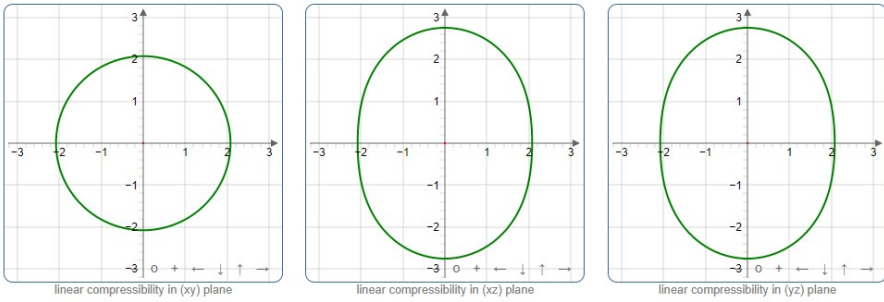 3
2
1
−3 −2 −1 1 2 3
−1
−2
−3
o + ← ↓ ↑ →
linear compressibility in (xy) plane
3
2
1
−3 −2 −1 1 2 3
−1
−2
−3
o + ← ↓ ↑ →
linear compressibility in (xz) plane
3
2
1
−3 −2 −1 1 2 3
−1
−2
−3
o + ← ↓ ↑ →
linear compressibility in (yz) plane